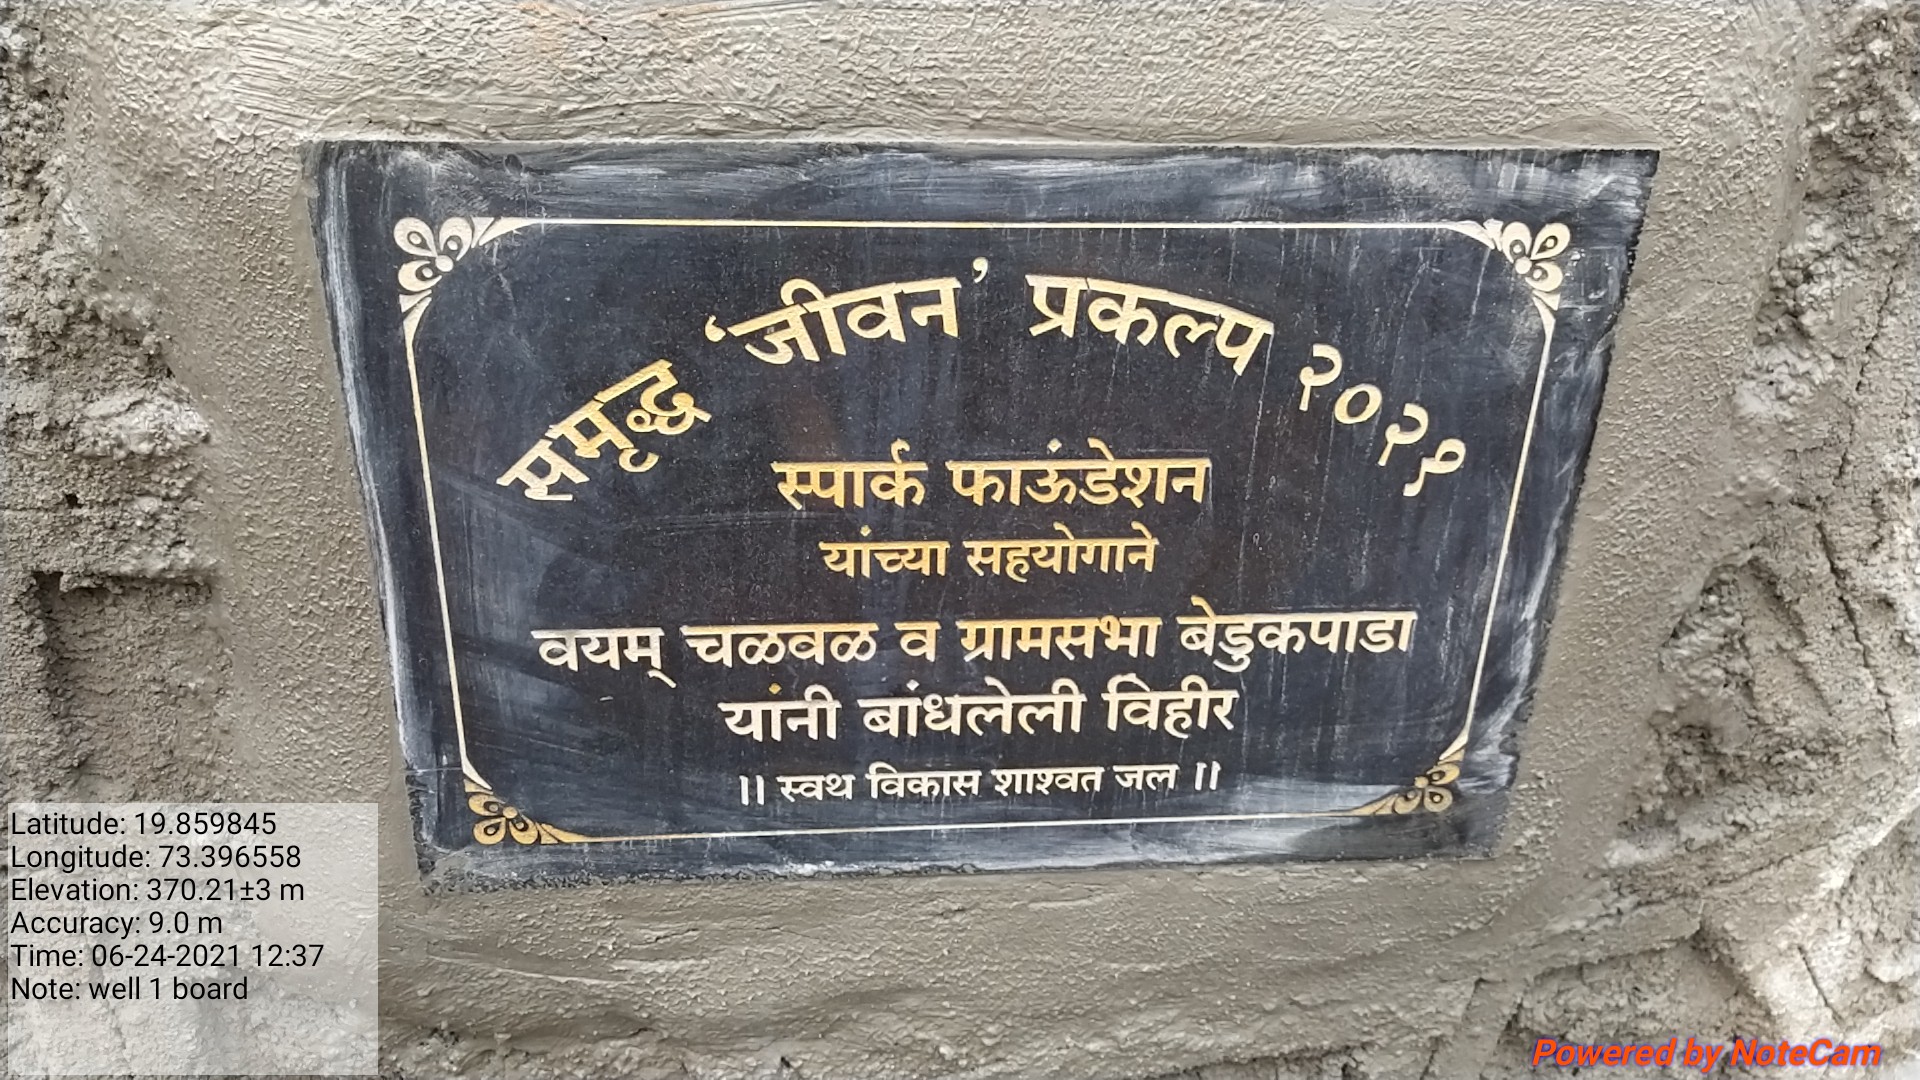 समृद्ध ‘जीवन’ प्रकल्प २०२१
स्पार्क फाऊंडेशन
यांच्या सहयोगाने
वयम् चळवळ व ग्रामसभा बेडुकपाडा
यांनी बांधलेली विहीर
।। स्वथ विकास शाश्वत जल ।।
Latitude: 19.859845
Longitude: 73.396558
Elevation: 370.21±3 m
Accuracy: 9.0 m
Time: 06-24-2021 12:37
Note: well 1 board
Powered by NoteCam